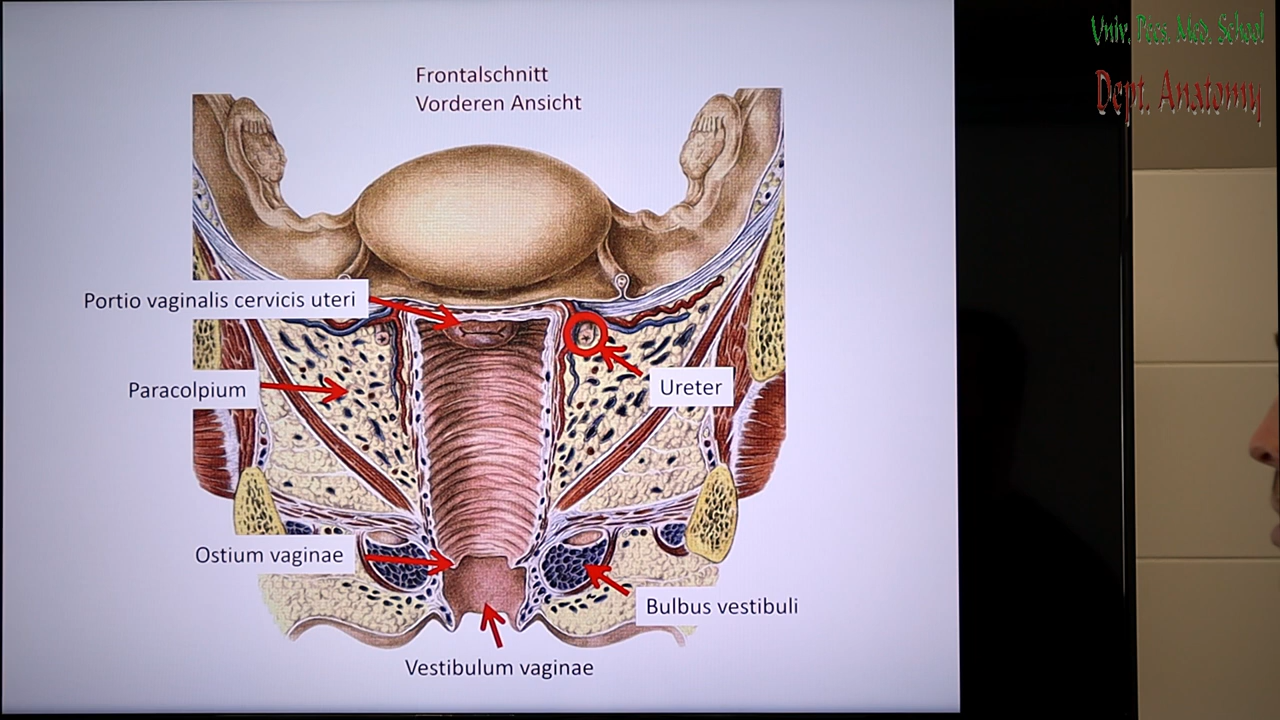 Univ. Pécs. Med. School
Dept. Anatomy
Frontalschnitt
Vorderen Ansicht
Portio vaginalis cervicis uteri
Paracolpium
Ureter
Ostium vaginae
Bulbus vestibuli
Vestibulum vaginae